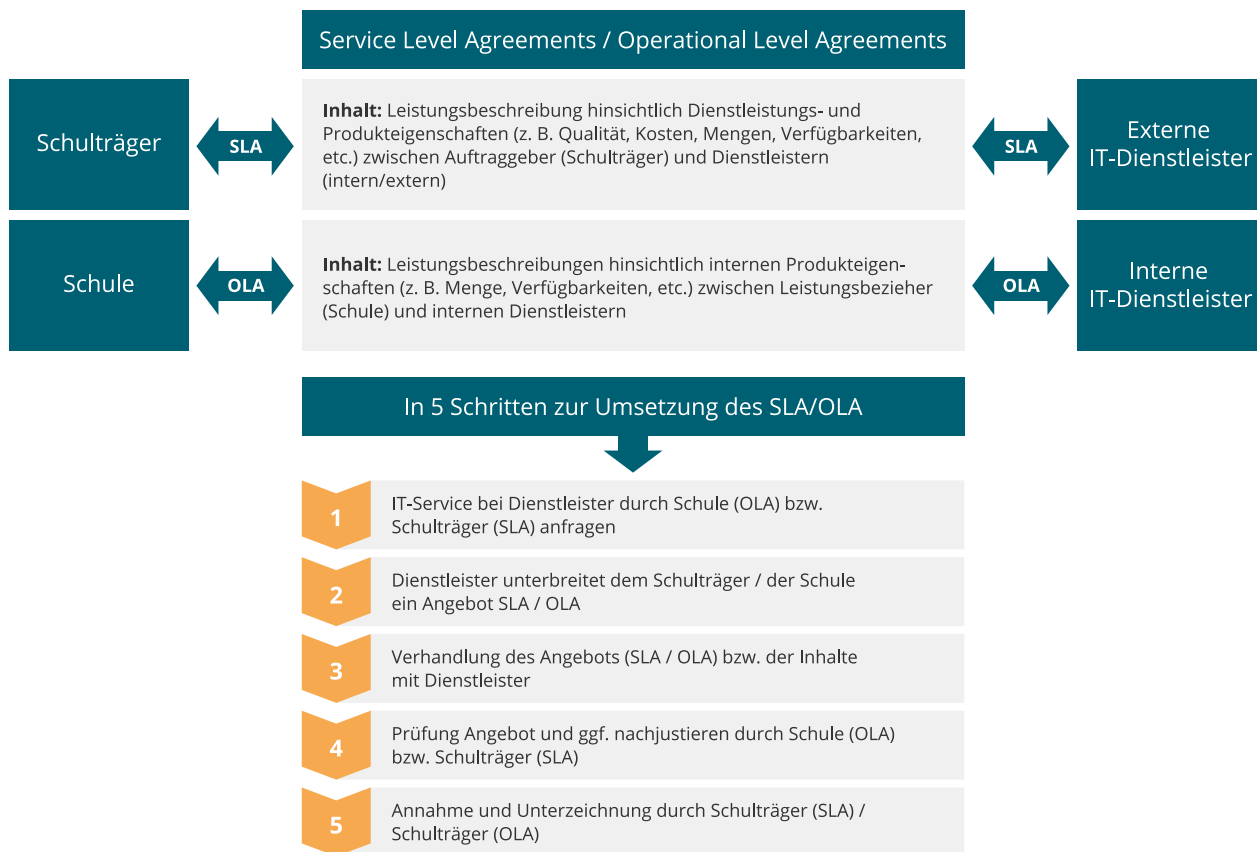 Service Level Agreements / Operational Level Agreements
Schulträger
SLA
Inhalt: Leistungsbeschreibung hinsichtlich Dienstleistungs- und
Produkteigenschaften (z. B. Qualität, Kosten, Mengen, Verfügbarkeiten,
etc.) zwischen Auftraggeber (Schulträger) und Dienstleistern
(intern/extern)
SLA
Externe
IT-Dienstleister
Schule
OLA
Inhalt: Leistungsbeschreibungen hinsichtlich internen Produkteigen-
schaften (z. B. Menge, Verfügbarkeiten, etc.) zwischen Leistungsbezieher
(Schule) und internen Dienstleistern
OLA
Interne
IT-Dienstleister
In 5 Schritten zur Umsetzung des SLA/OLA
1
IT-Service bei Dienstleister durch Schule (OLA) bzw.
Schulträger (SLA) anfragen
2
Dienstleister unterbreitet dem Schulträger / der Schule
ein Angebot SLA / OLA
3
Verhandlung des Angebots (SLA / OLA) bzw. der Inhalte
mit Dienstleister
4
Prüfung Angebot und ggf. nachjustieren durch Schule (OLA)
bzw. Schulträger (SLA)
5
Annahme und Unterzeichnung durch Schulträger (SLA) /
Schulträger (OLA)